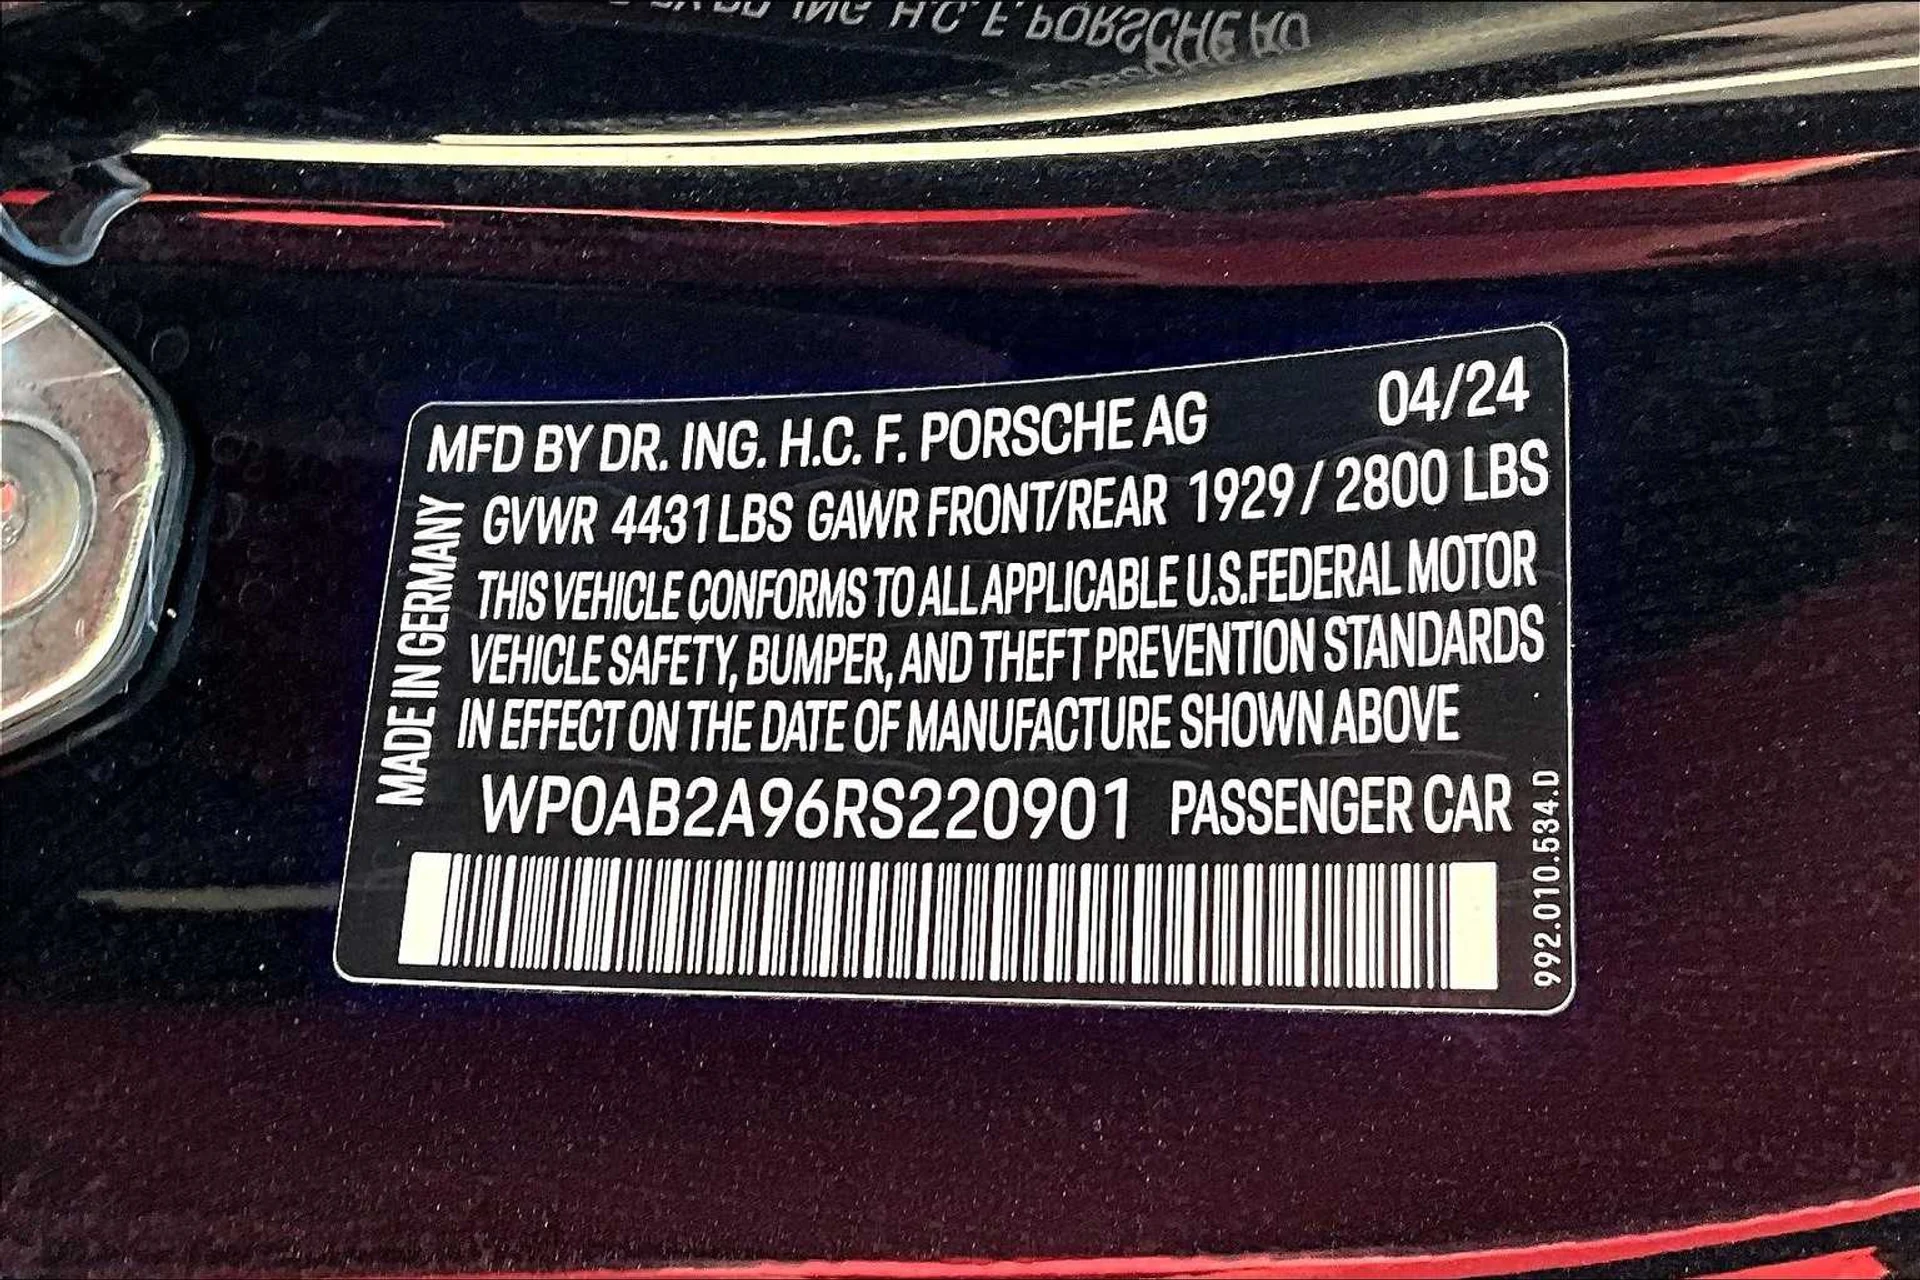 MFD BY DR. ING. H.C. F. PORSCHE AG 04/24
GVWR 4431 LBS GAWR FRONT/REAR 1929 / 2800 LBS
THIS VEHICLE CONFORMS TO ALL APPLICABLE U.S.FEDERAL MOTOR
VEHICLE SAFETY, BUMPER, AND THEFT PREVENTION STANDARDS
IN EFFECT ON THE DATE OF MANUFACTURE SHOWN ABOVE
WP0AB2A96RS220901 PASSENGER CAR
MADE IN GERMANY
992.010.534.D